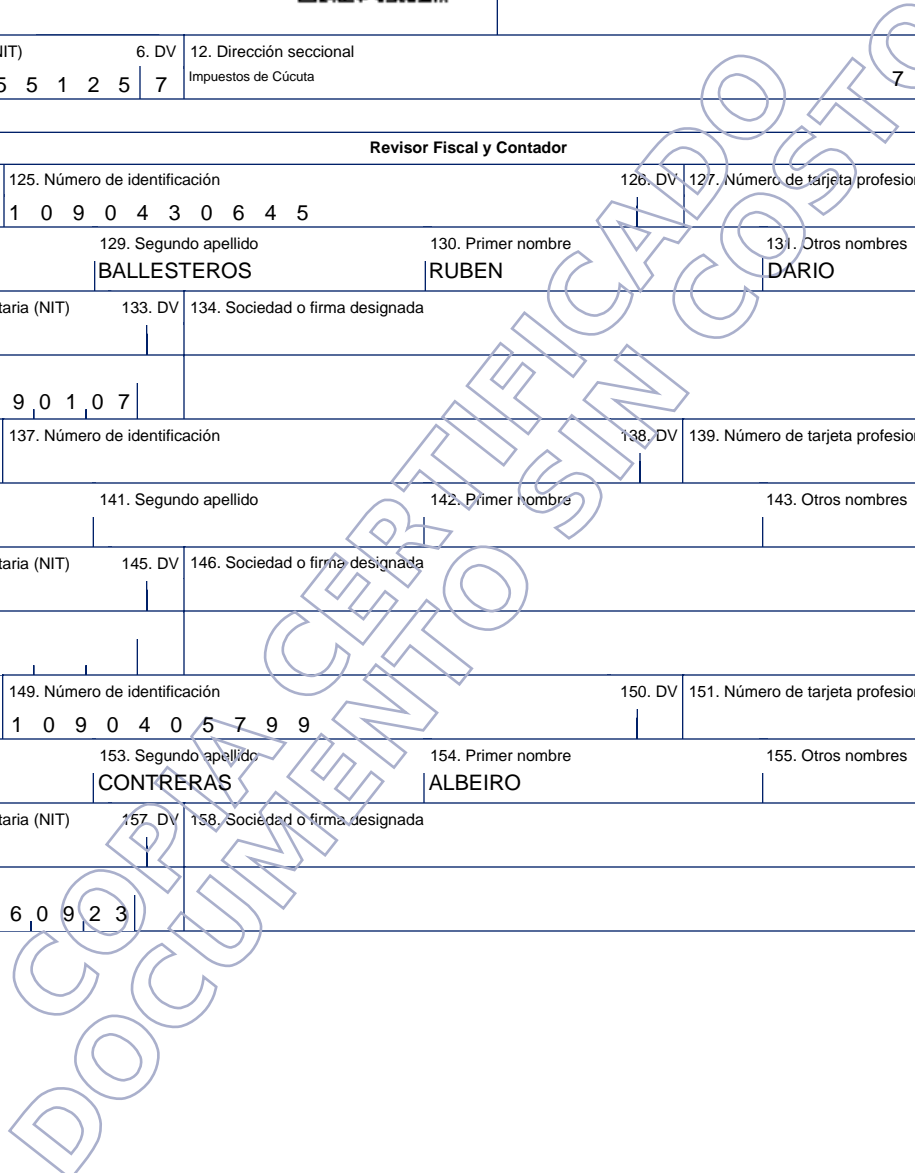 IT) 6. DV 12. Dirección seccional
5 5 1 2 5 7 Impuestos de Cúcuta 7
Revisor Fiscal y Contador
125. Número de identificación 126. DV 127. Número de tarjeta profesion
1 0 9 0 4 3 0 6 4 5
129. Segundo apellido 130. Primer nombre 131. Otros nombres
BALLESTEROS RUBEN DARIO
taria (NIT) 133. DV 134. Sociedad o firma designada
9 0 1 0 7
137. Número de identificación 138. DV 139. Número de tarjeta profesion
141. Segundo apellido 142. Primer nombre 143. Otros nombres
taria (NIT) 145. DV 146. Sociedad o firma designada
149. Número de identificación 150. DV 151. Número de tarjeta profesion
1 0 9 0 4 0 5 7 9 9
153. Segundo apellido 154. Primer nombre 155. Otros nombres
CONTRERAS ALBEIRO
taria (NIT) 157. DV 158. Sociedad o firma designada
6 0 9 2 3
COPIA CERTIFICADO
DOCUMENTO SIN COSTO